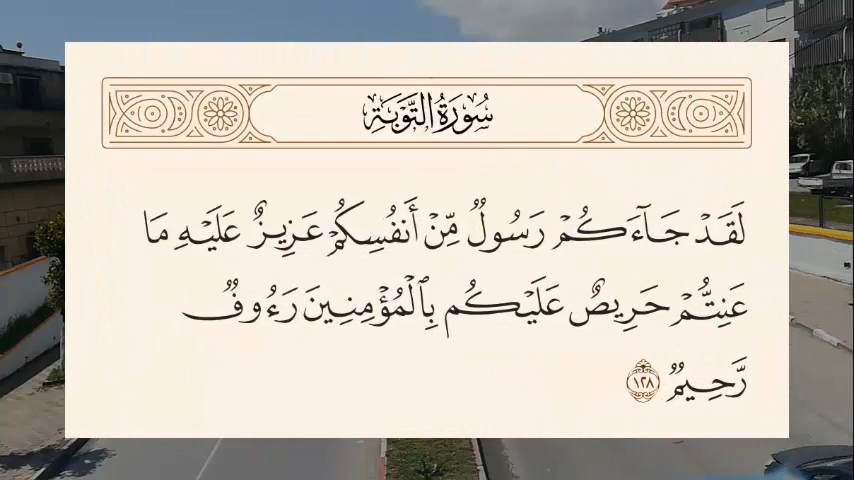 سُورَةُ التَّوۡبَةِ
لَقَدۡ جَآءَكُمۡ رَسُولٌ مِّنۡ أَنفُسِكُمۡ عَزِيزٌ عَلَيۡهِ مَا
عَنِتُّمۡ حَرِيصٌ عَلَيۡكُم بِٱلۡمُؤۡمِنِينَ رَءُوفٌ
رَّحِيمٌ ١٢٨